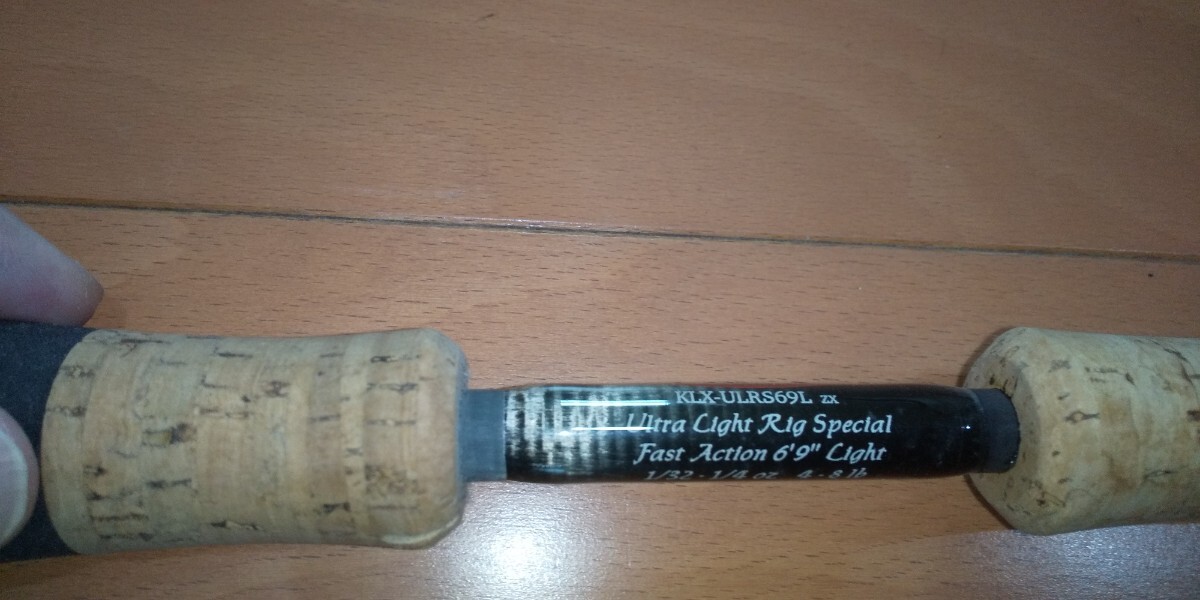 KLX-ULRS69L ZX
Ultra Light Rig Special
Fast Action 6'9" Light
1/32 - 1/4 oz 4 - 8 lb